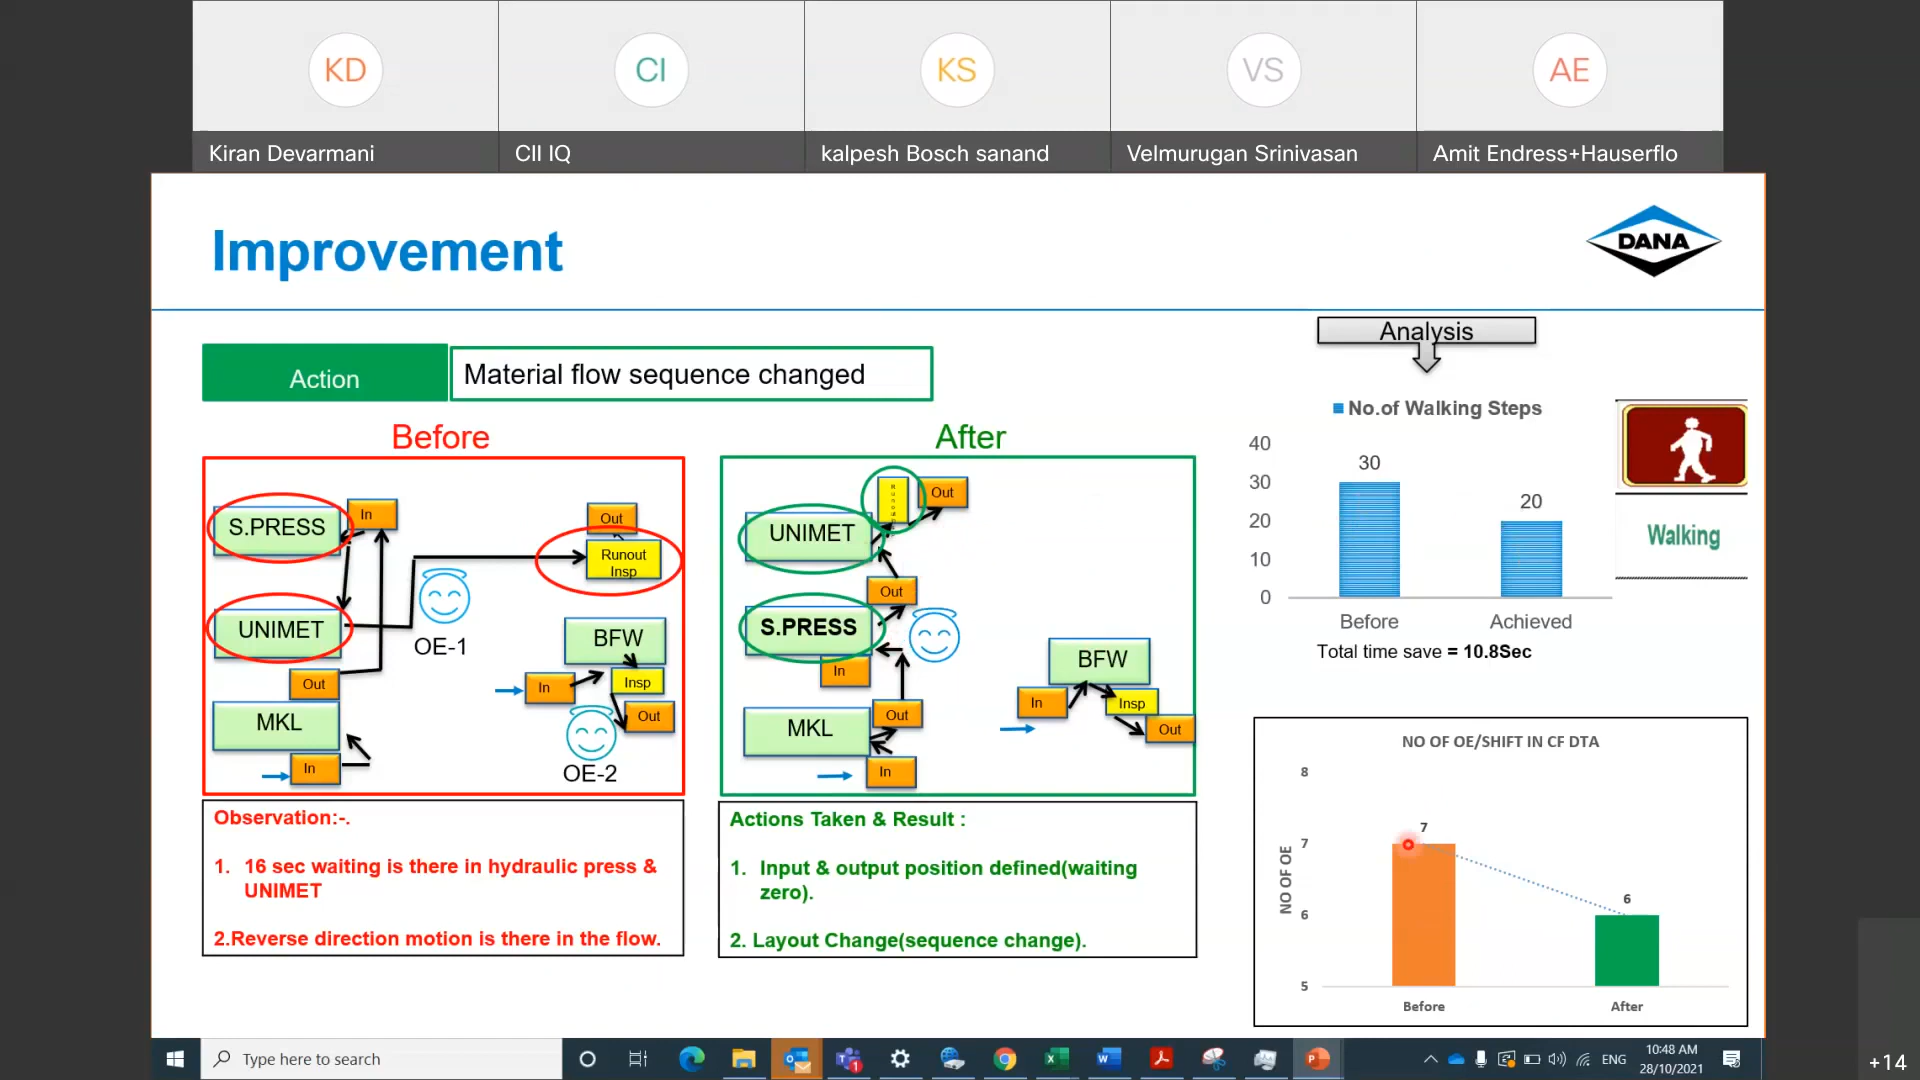 KD
CI
KS
VS
AE
Kiran Devarmani
CII IQ
kalpesh Bosch sanand
Velmurugan Srinivasan
Amit Endress+Hauserflo
Improvement
DANA
Action
Material flow sequence changed
Before
S.PRESS
In
Out
Runout
Insp
UNIMET
OE-1
BFW
Out
In
Insp
Out
MKL
In
OE-2
After
Out
UNIMET
Out
S.PRESS
In
BFW
In
Insp
Out
Out
MKL
In
Observation:-.
1. 16 sec waiting is there in hydraulic press &
UNIMET
2.Reverse direction motion is there in the flow.
Actions Taken & Result :
1. Input & output position defined(waiting
zero).
2. Layout Change(sequence change).
Analysis
No.of Walking Steps
40
30
20
10
0
30
20
Before
Achieved
Walking
Total time save = 10.8Sec
NO OF OE/SHIFT IN CF DTA
NO OF OE
8
7
6
5
7
6
Before
After
Type here to search
1
ENG
10:48 AM
28/10/2021
+14